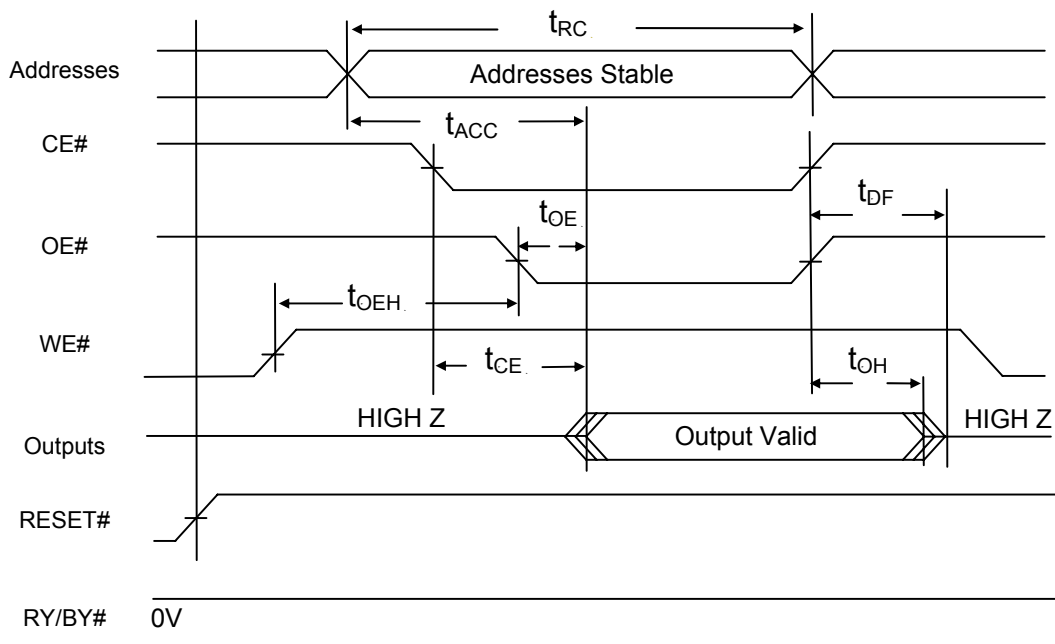 tRC
Addresses
Addresses Stable
tACC
CE#
tDF
tOE
OE#
tOEH
WE#
tCE
tOH
HIGH Z
HIGH Z
Output Valid
Outputs
RESET#
RY/BY#
0V